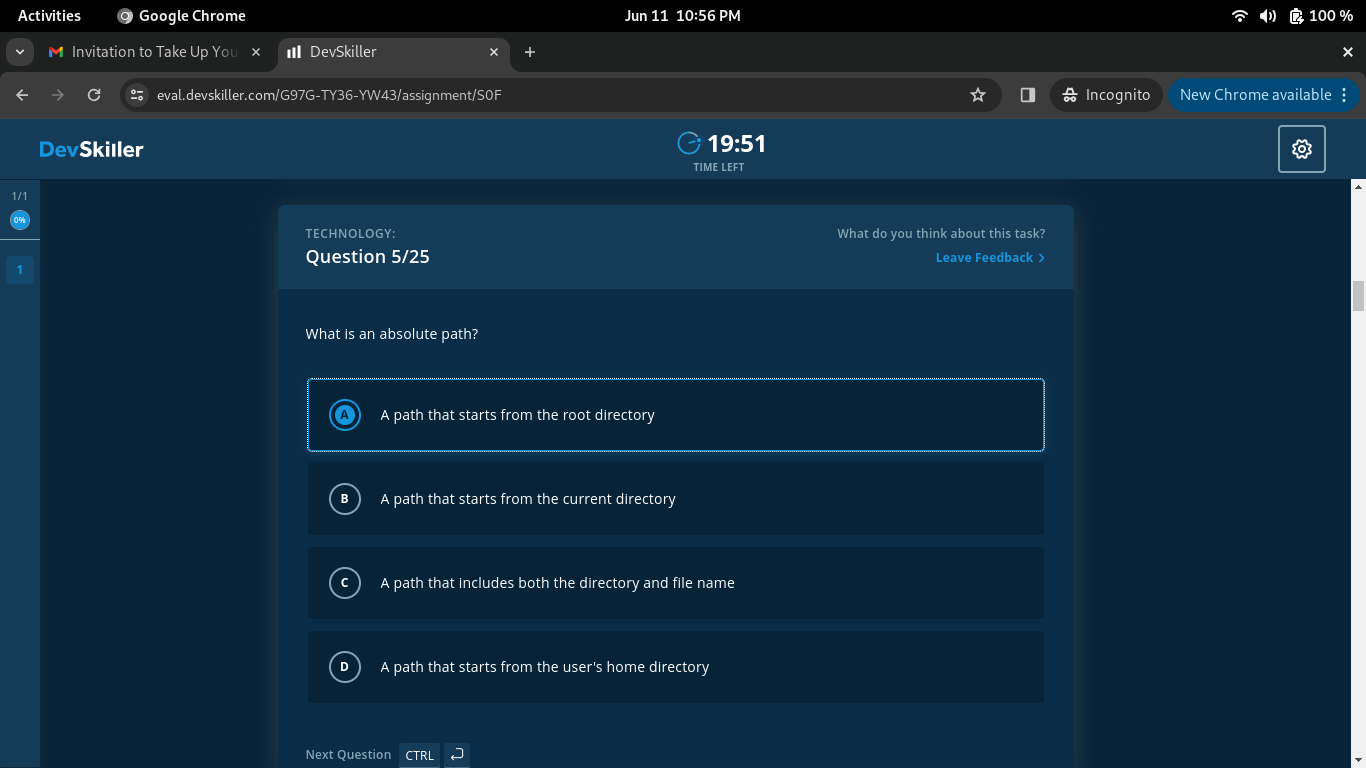 Activities
Google Chrome
Jun 11 10:56 PM
100 %
Invitation to Take Up You
DevSkiller
eval.devskiller.com/G97G-TY36-YW43/assignment/S0F
Incognito
New Chrome available
DevSkiller
19:51
TIME LEFT
1/1
0%
1
TECHNOLOGY:
Question 5/25
What do you think about this task?
Leave Feedback
What is an absolute path?
A A path that starts from the root directory
B A path that starts from the current directory
C A path that includes both the directory and file name
D A path that starts from the user's home directory
Next Question CTRL